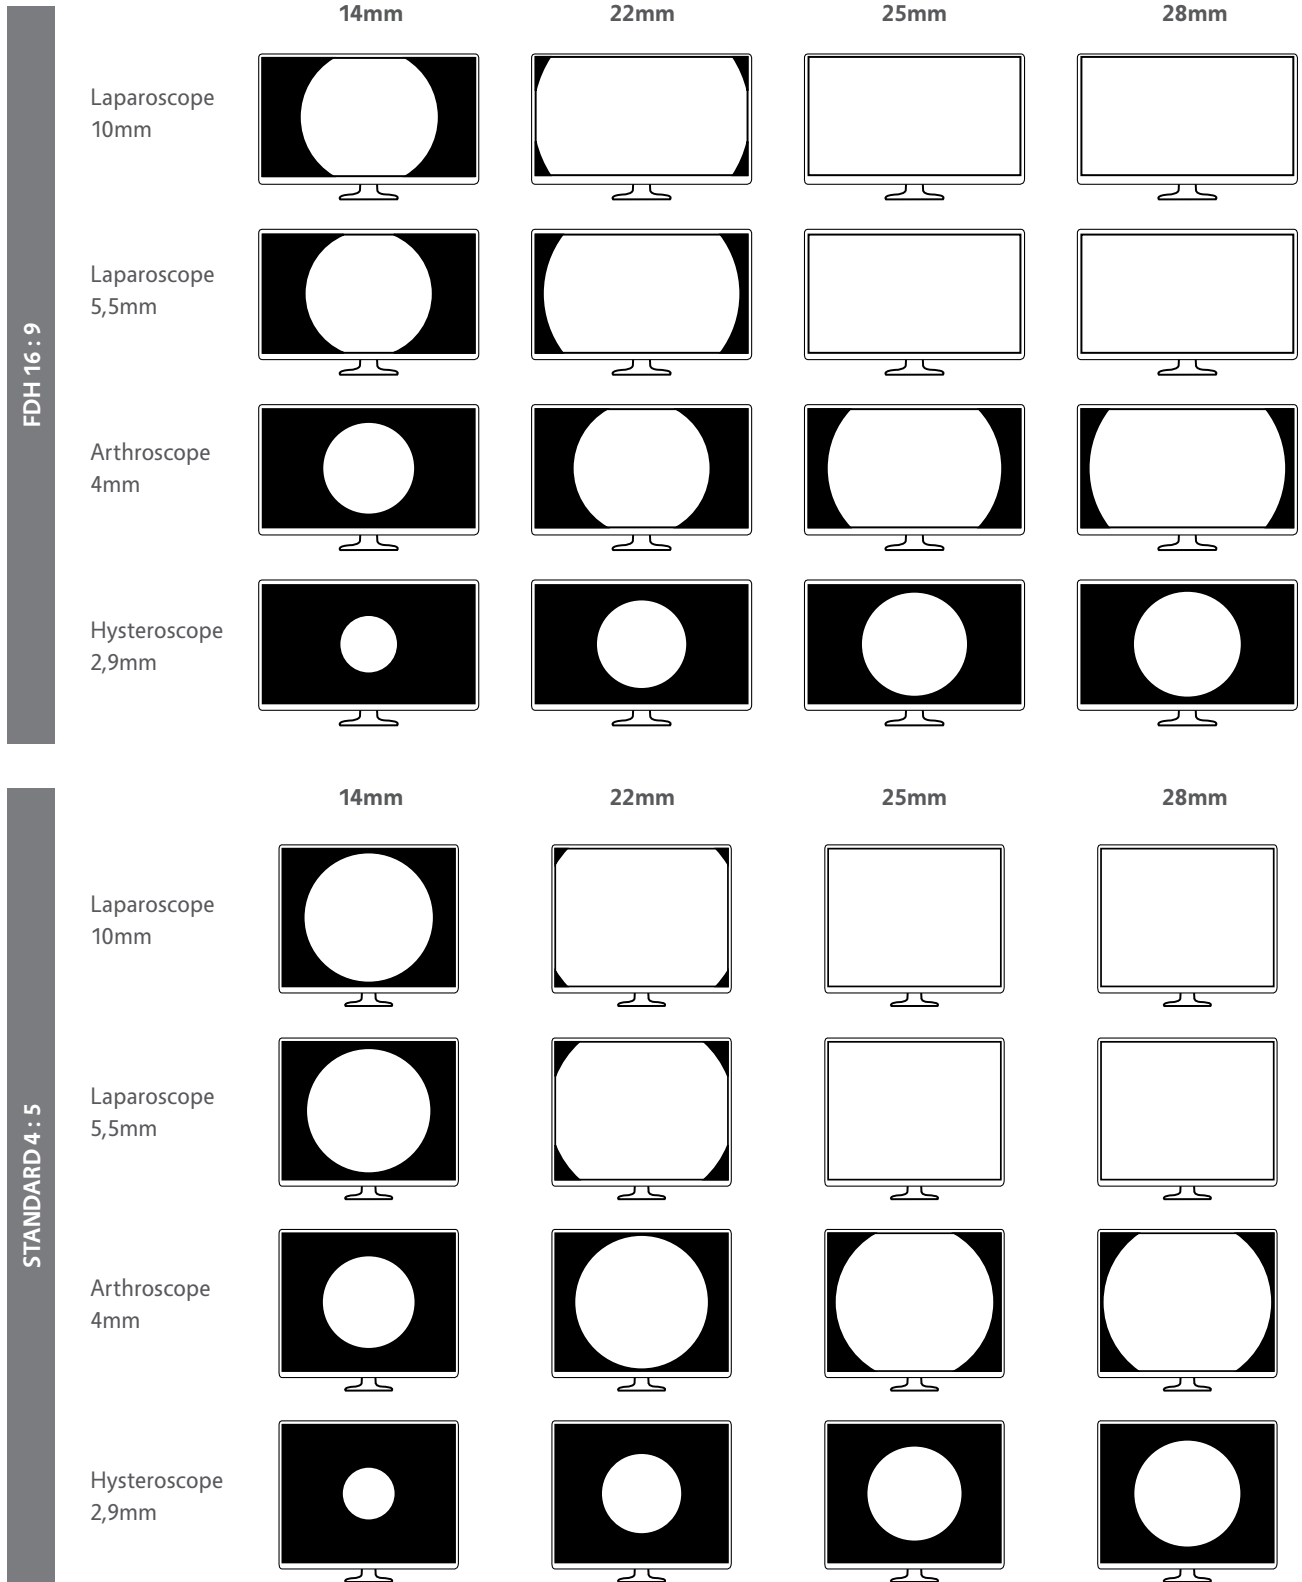 14mm 22mm 25mm 28mm
Laparoscope
10mm
Laparoscope
5,5mm
FDH 16 : 9
Arthroscope
4mm
Hysteroscope
2,9mm
14mm 22mm 25mm 28mm
Laparoscope
10mm
Laparoscope
5,5mm
STANDARD 4 : 5
Arthroscope
4mm
Hysteroscope
2,9mm